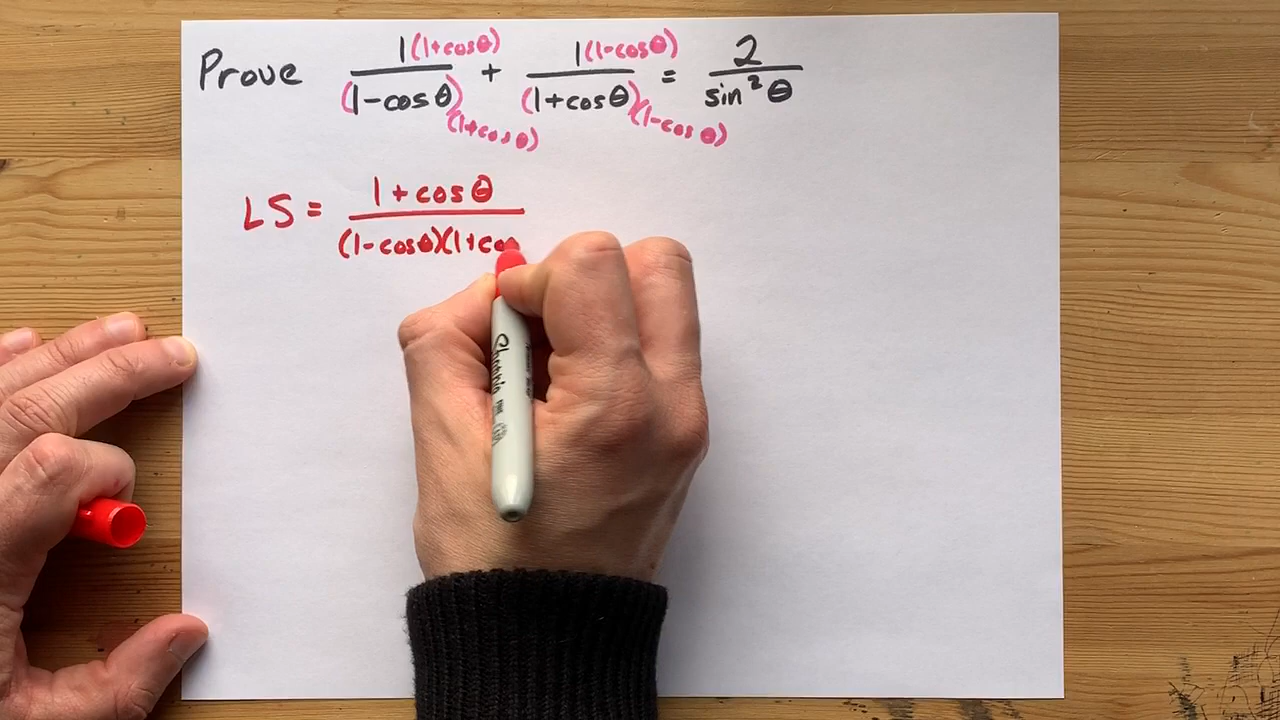 Prove 1(1+cosθ)/(1-cosθ)(1+cosθ) + 1(1-cosθ)/(1+cosθ)(1-cosθ) = 2/sin²θ
LS = 1+cosθ/(1-cosθ)(1+cos
Sharpie